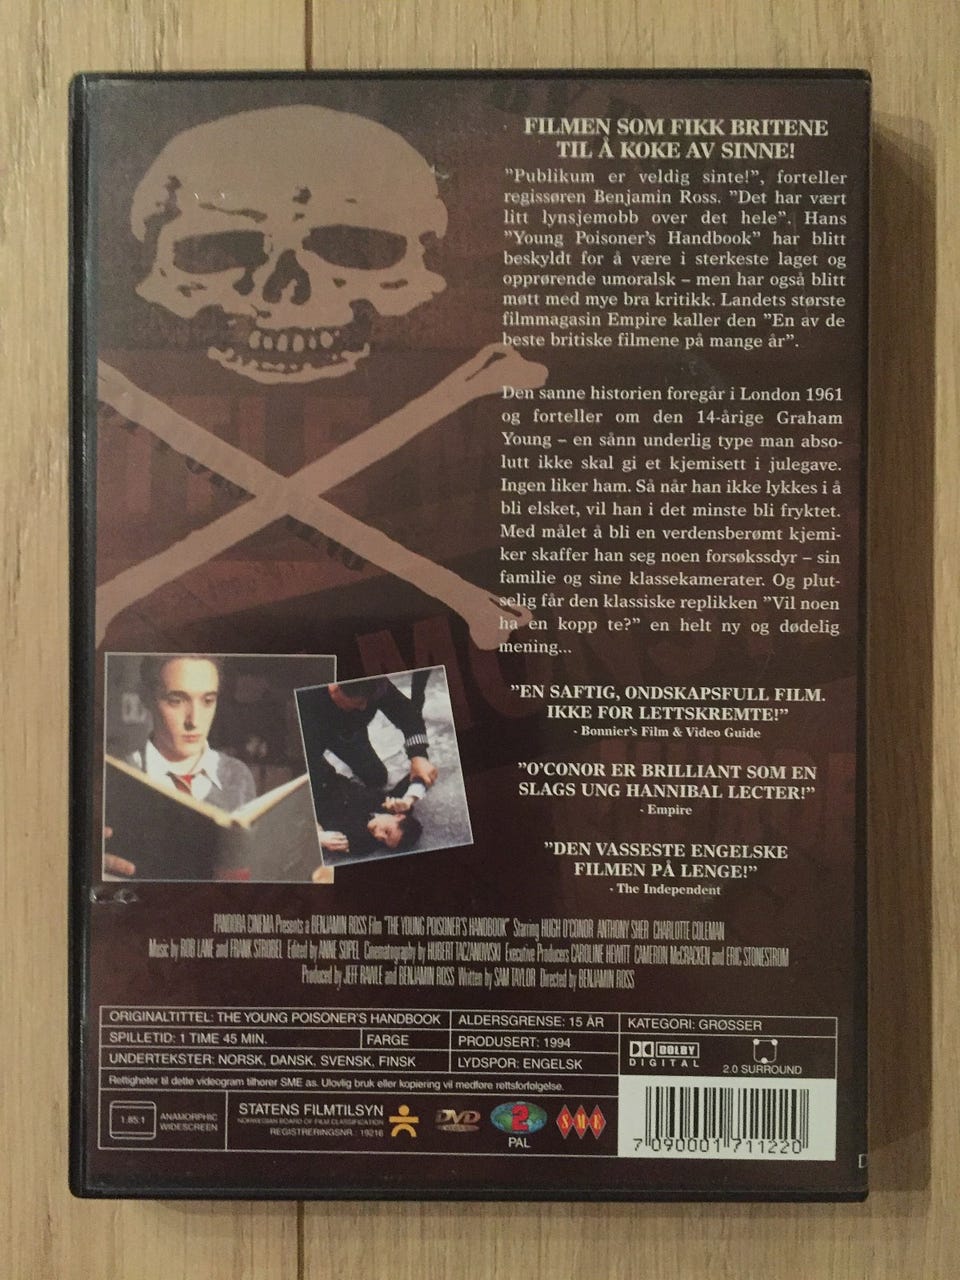 FILMEN SOM FIKK BRITENE
TIL Å KOKE AV SINNE!
”Publikum er veldig sinte!”, forteller
regissøren Benjamin Ross. ”Det har vært
litt lynsjemobb over det hele”. Hans
”Young Poisoner's Handbook” har blitt
beskyldt for å være i sterkeste laget og
opprørende umoralsk – men har også blitt
møtt med mye bra kritikk. Landets største
filmmagasin Empire kaller den ”En av de
beste britiske filmene på mange år”.
Den sanne historien foregår i London 1961
og forteller om den 14-årige Graham
Young – en sånn underlig type man abso-
lutt ikke skal gi et kjemisett i julegave.
Ingen liker ham. Så når han ikke lykkes i å
bli elsket, vil han i det minste bli fryktet.
Med målet å bli en verdensberømt kjemi-
ker skaffer han seg noen forsøkssdyr – sin
familie og sine klassekamerater. Og plut-
selig får den klassiske replikken ”Vil noen
ha en kopp te?” en helt ny og dødelig
mening...
”EN SAFTIG, ONDSKAPSFULL FILM.
IKKE FOR LETTSKREMTE!”
- Bonnier's Film & Video Guide
”O'CONOR ER BRILLIANT SOM EN
SLAGS UNG HANNIBAL LECTER!”
- Empire
”DEN VASSESTE ENGELSKE
FILMEN PÅ LENGE!”
- The Independent
PANDORA CINEMA Presents a BENJAMIN ROSS Film "THE YOUNG POISONER'S HANDBOOK" Starring HUGH O'CONOR ANTHONY SHER CHARLOTTE COLEMAN
Music by ROB LANE and FRANK STROBEL Edited by ANNE SOPEL Cinematography by HUBERT TACZANOWSKI Executive Producers CAROLINE HEWITT CAMERON McCRACKEN and ERIC STONESTROM
Produced by JEFF RAWLE and BENJAMIN ROSS Written by SAM TAYLOR Directed by BENJAMIN ROSS
ORIGINALTITTEL: THE YOUNG POISONER'S HANDBOOK
ALDERSGRENSE: 15 ÅR
KATEGORI: GRØSSER
SPILLETID: 1 TIME 45 MIN.
FARGE
PRODUSERT: 1994
UNDERTEKSTER: NORSK, DANSK, SVENSK, FINSK
LYDSPOR: ENGELSK
DOLBY
DIGITAL
2.0 SURROUND
Rettigheter til dette videogram tilhører SME as. Ulovlig bruk eller kopiering vil medføre rettsforfølgelse.
1.85:1
ANAMORPHIC
WIDESCREEN
STATENS FILMTILSYN
NORWEGIAN BOARD OF FILM CLASSIFICATION
REGISTRERINGSNR.: 19216
DVD
2
PAL
SME
7 090001 711220